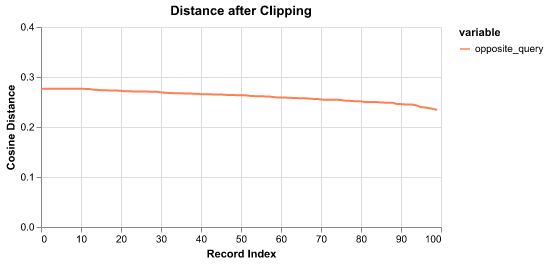 Distance after Clipping
variable
opposite_query
Cosine Distance
0.4
0.3
0.2
0.1
0.0
0 10 20 30 40 50 60 70 80 90 100
Record Index